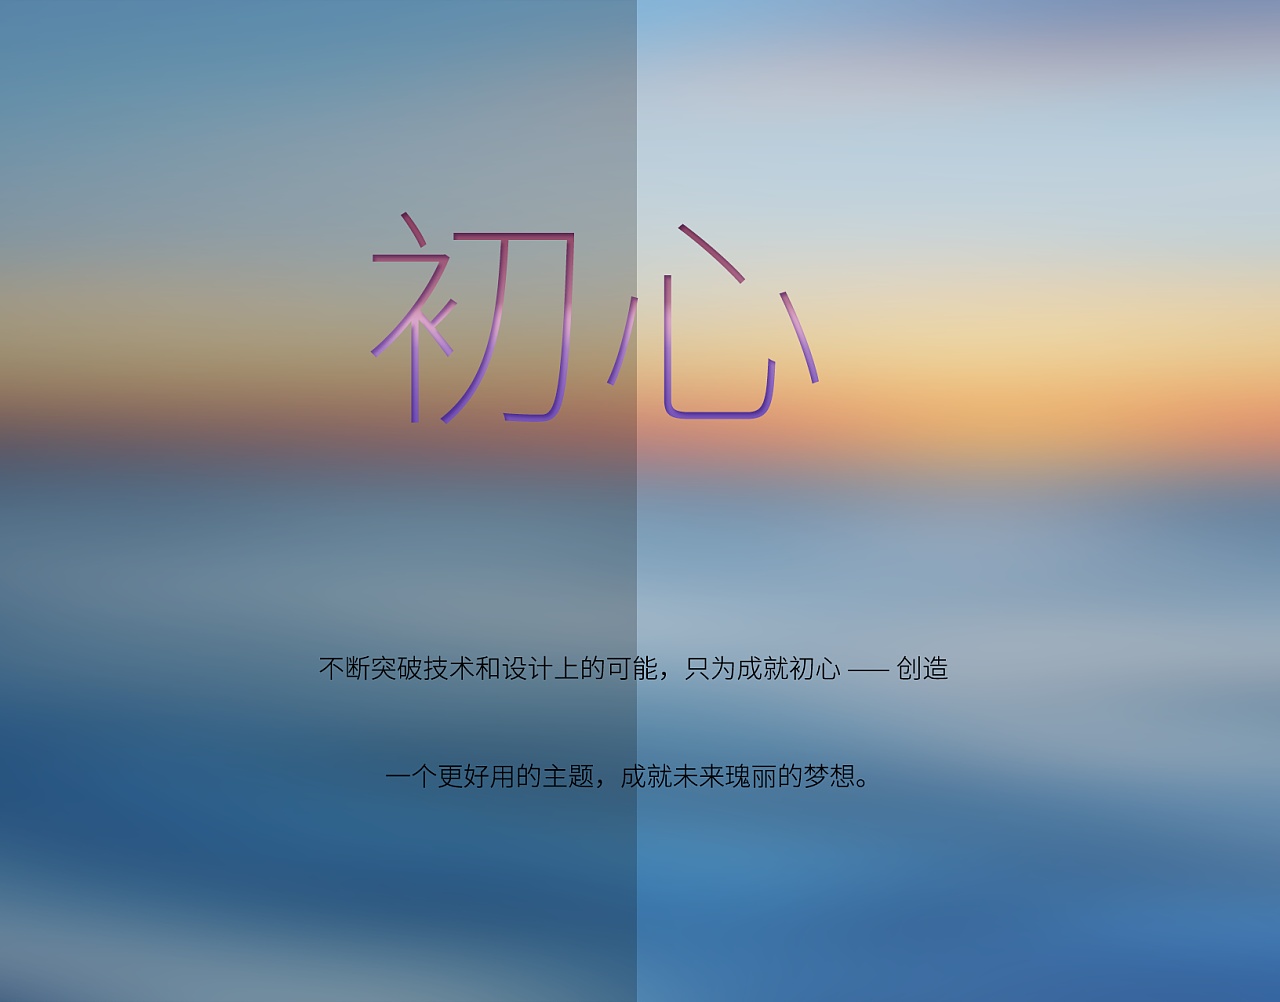 初心
不断突破技术和设计上的可能，只为成就初心 —— 创造
一个更好用的主题，成就未来瑰丽的梦想。